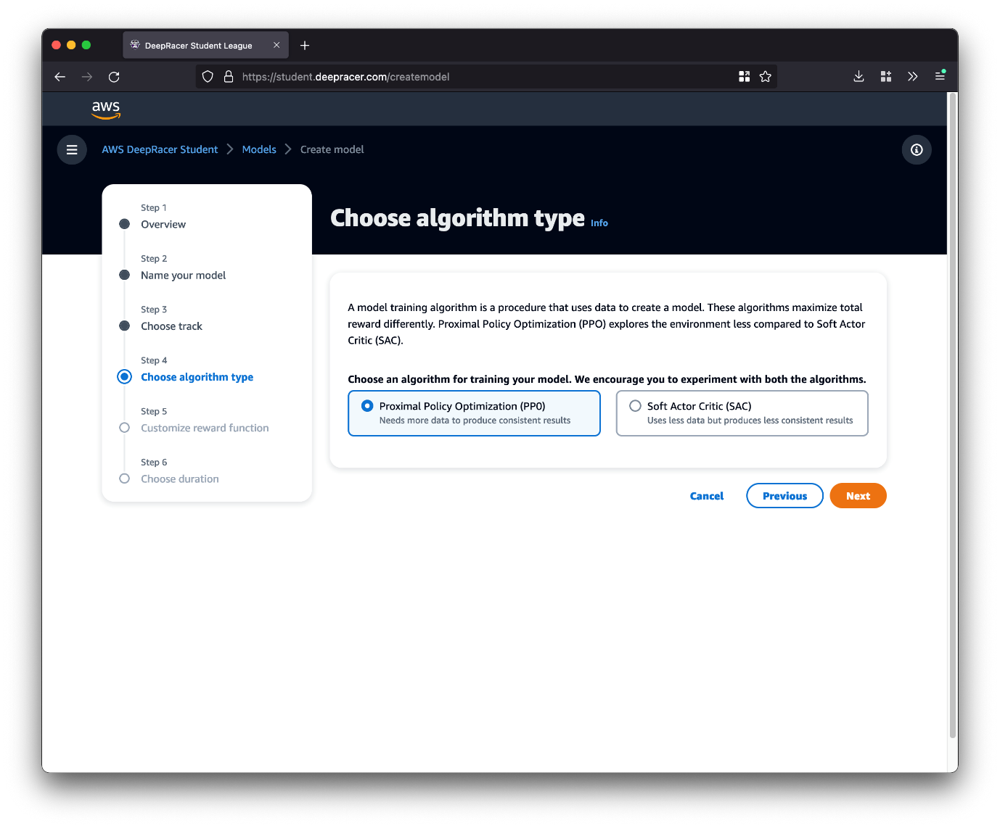 DeepRacer Student League
https://student.deepracer.com/createmodel
aws
AWS DeepRacer Student > Models > Create model
Step 1
Overview
Step 2
Name your model
Step 3
Choose track
Step 4
Choose algorithm type
Step 5
Customize reward function
Step 6
Choose duration
Choose algorithm type Info
A model training algorithm is a procedure that uses data to create a model. These algorithms maximize total
reward differently. Proximal Policy Optimization (PPO) explores the environment less compared to Soft Actor
Critic (SAC).
Choose an algorithm for training your model. We encourage you to experiment with both the algorithms.
Proximal Policy Optimization (PP0)
Needs more data to produce consistent results
Soft Actor Critic (SAC)
Uses less data but produces less consistent results
Cancel
Previous
Next